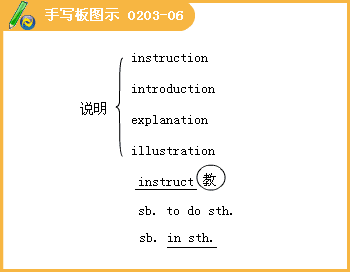 手写板图示 0203-06
instruction
introduction
说明
explanation
illustration
instruct 教
sb. to do sth.
sb. in sth.